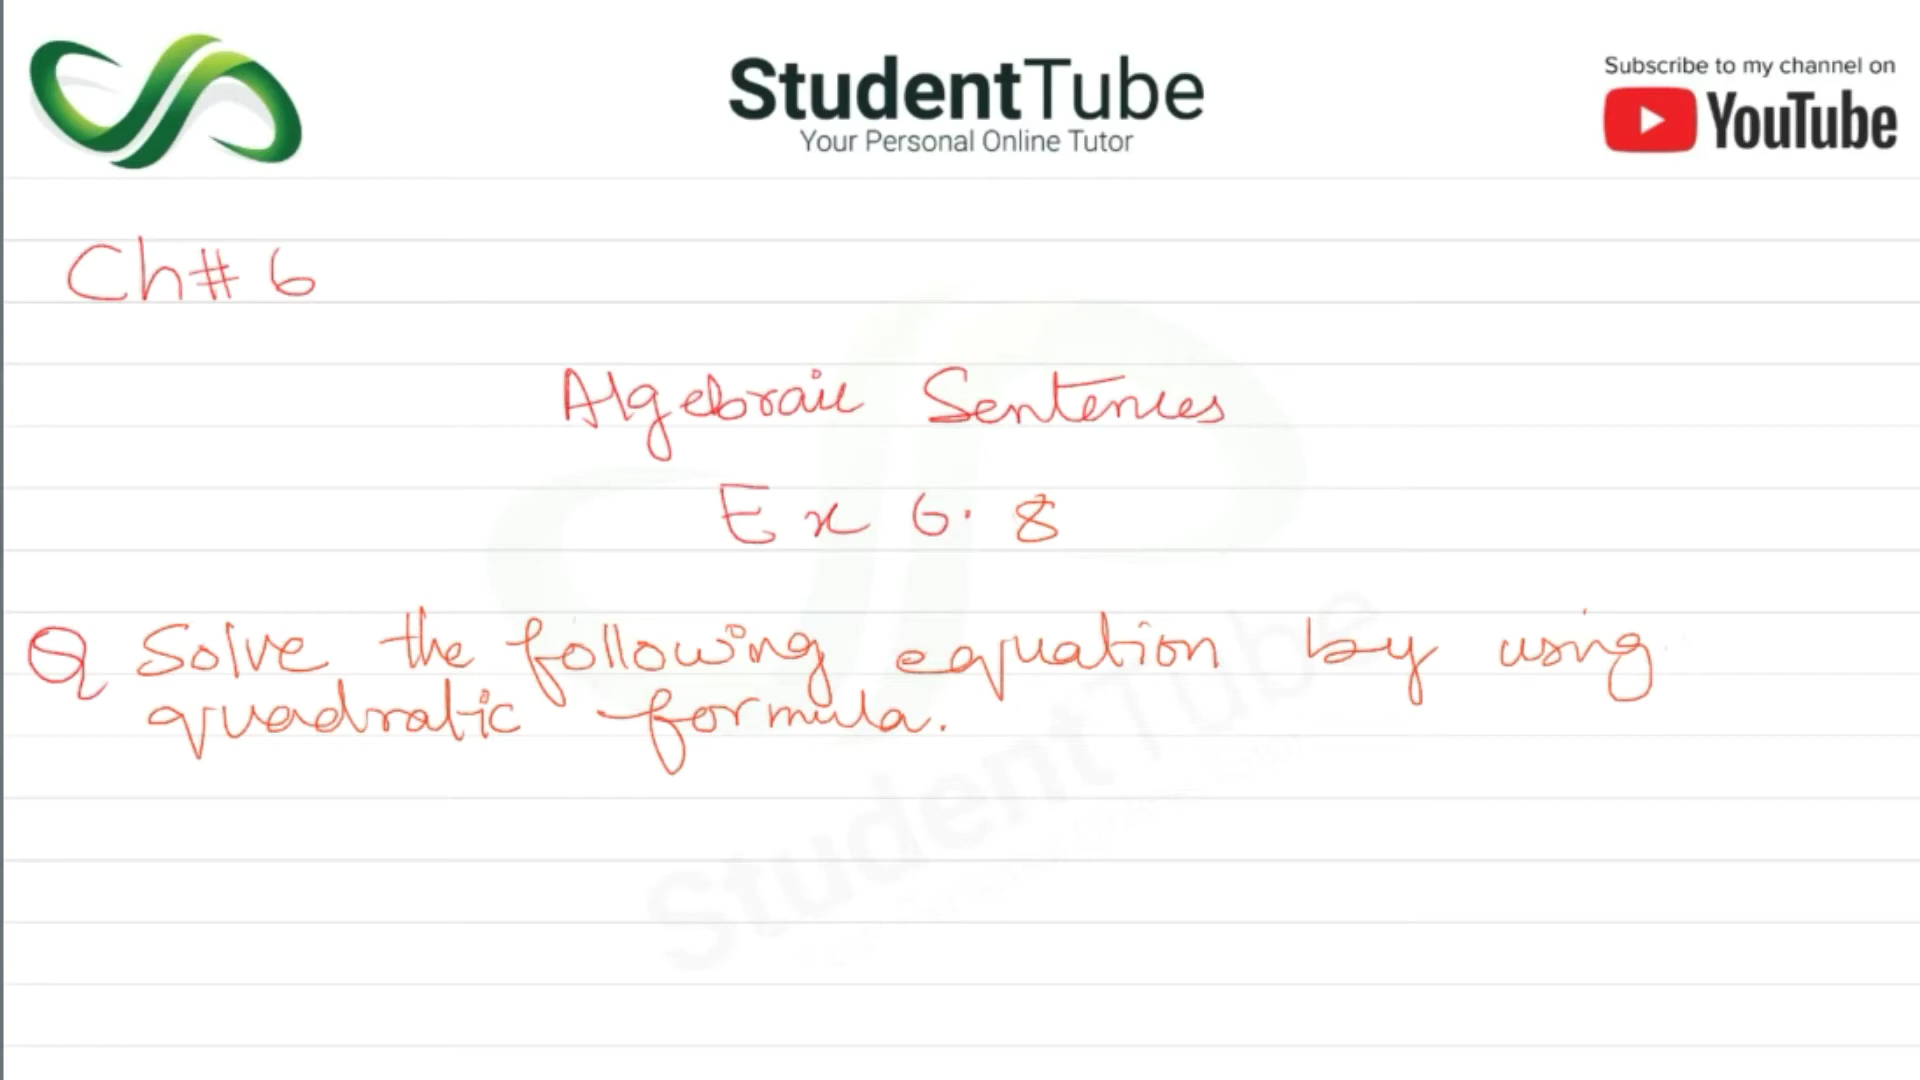 StudentTube
Your Personal Online Tutor
Subscribe to my channel on
YouTube
Ch# 6
Algebraic Sentences
Ex 6.8
Q Solve the following equation by using
quadratic formula.
StudentTube